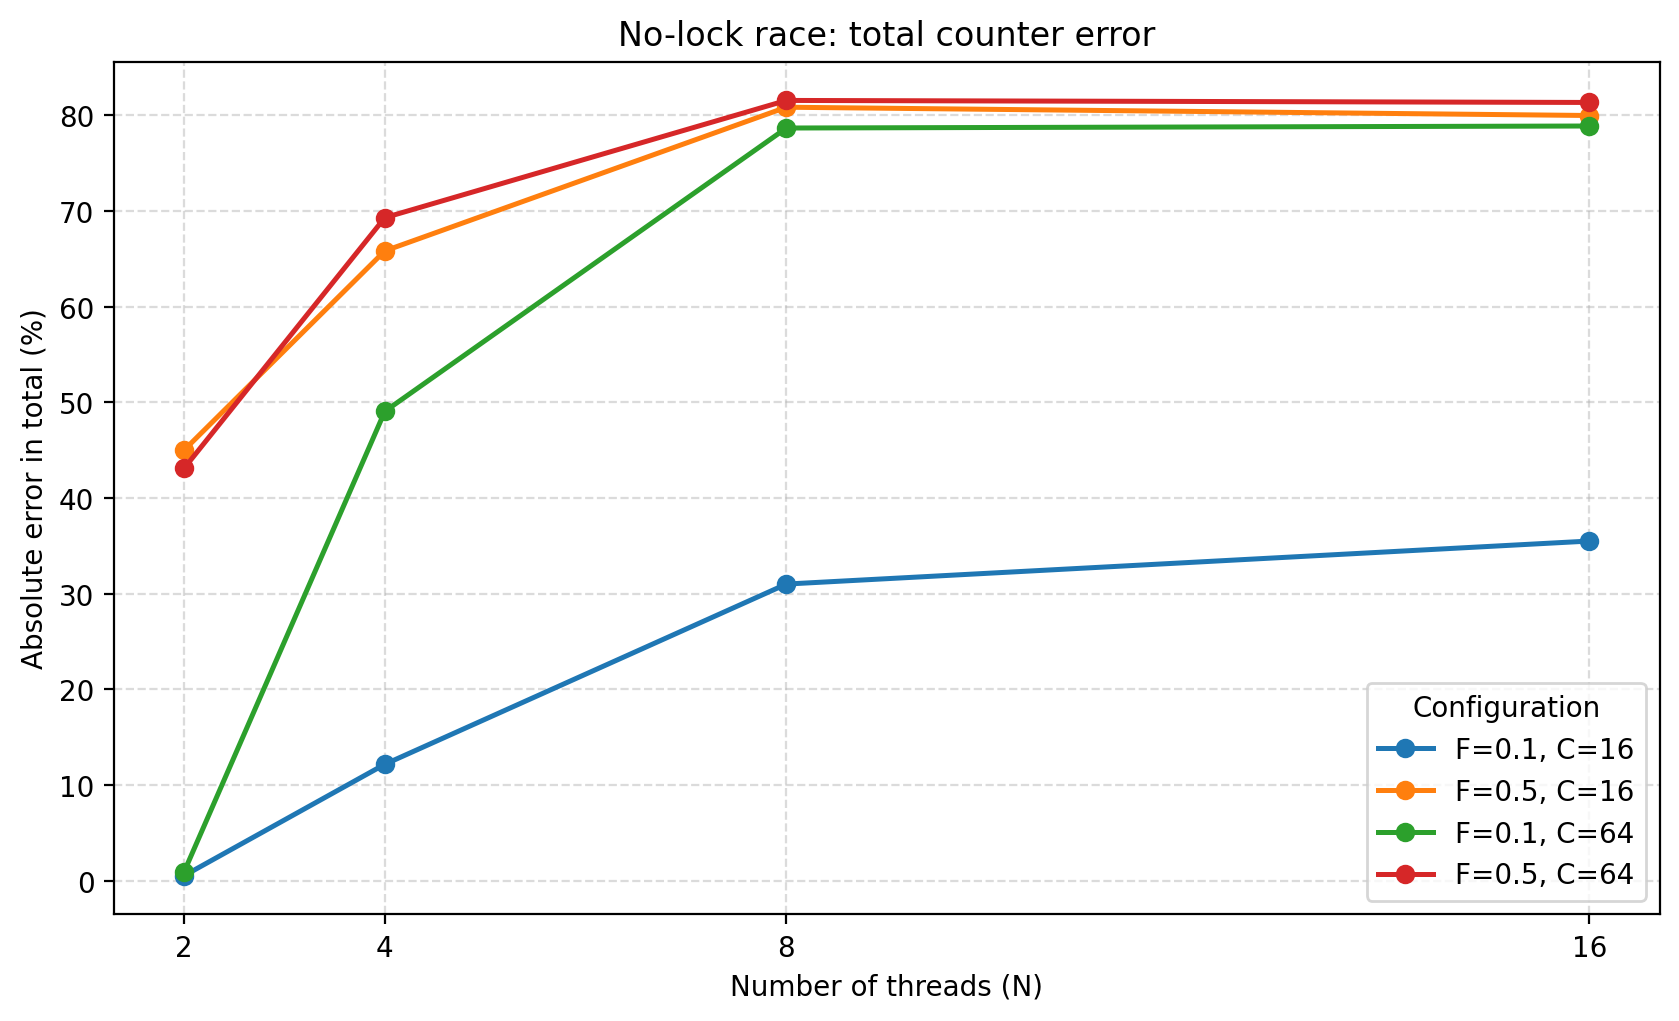 No-lock race: total counter error
Absolute error in total (%)
80
70
60
50
40
30
20
10
0
2 4 8 16
Number of threads (N)
Configuration
F=0.1, C=16
F=0.5, C=16
F=0.1, C=64
F=0.5, C=64